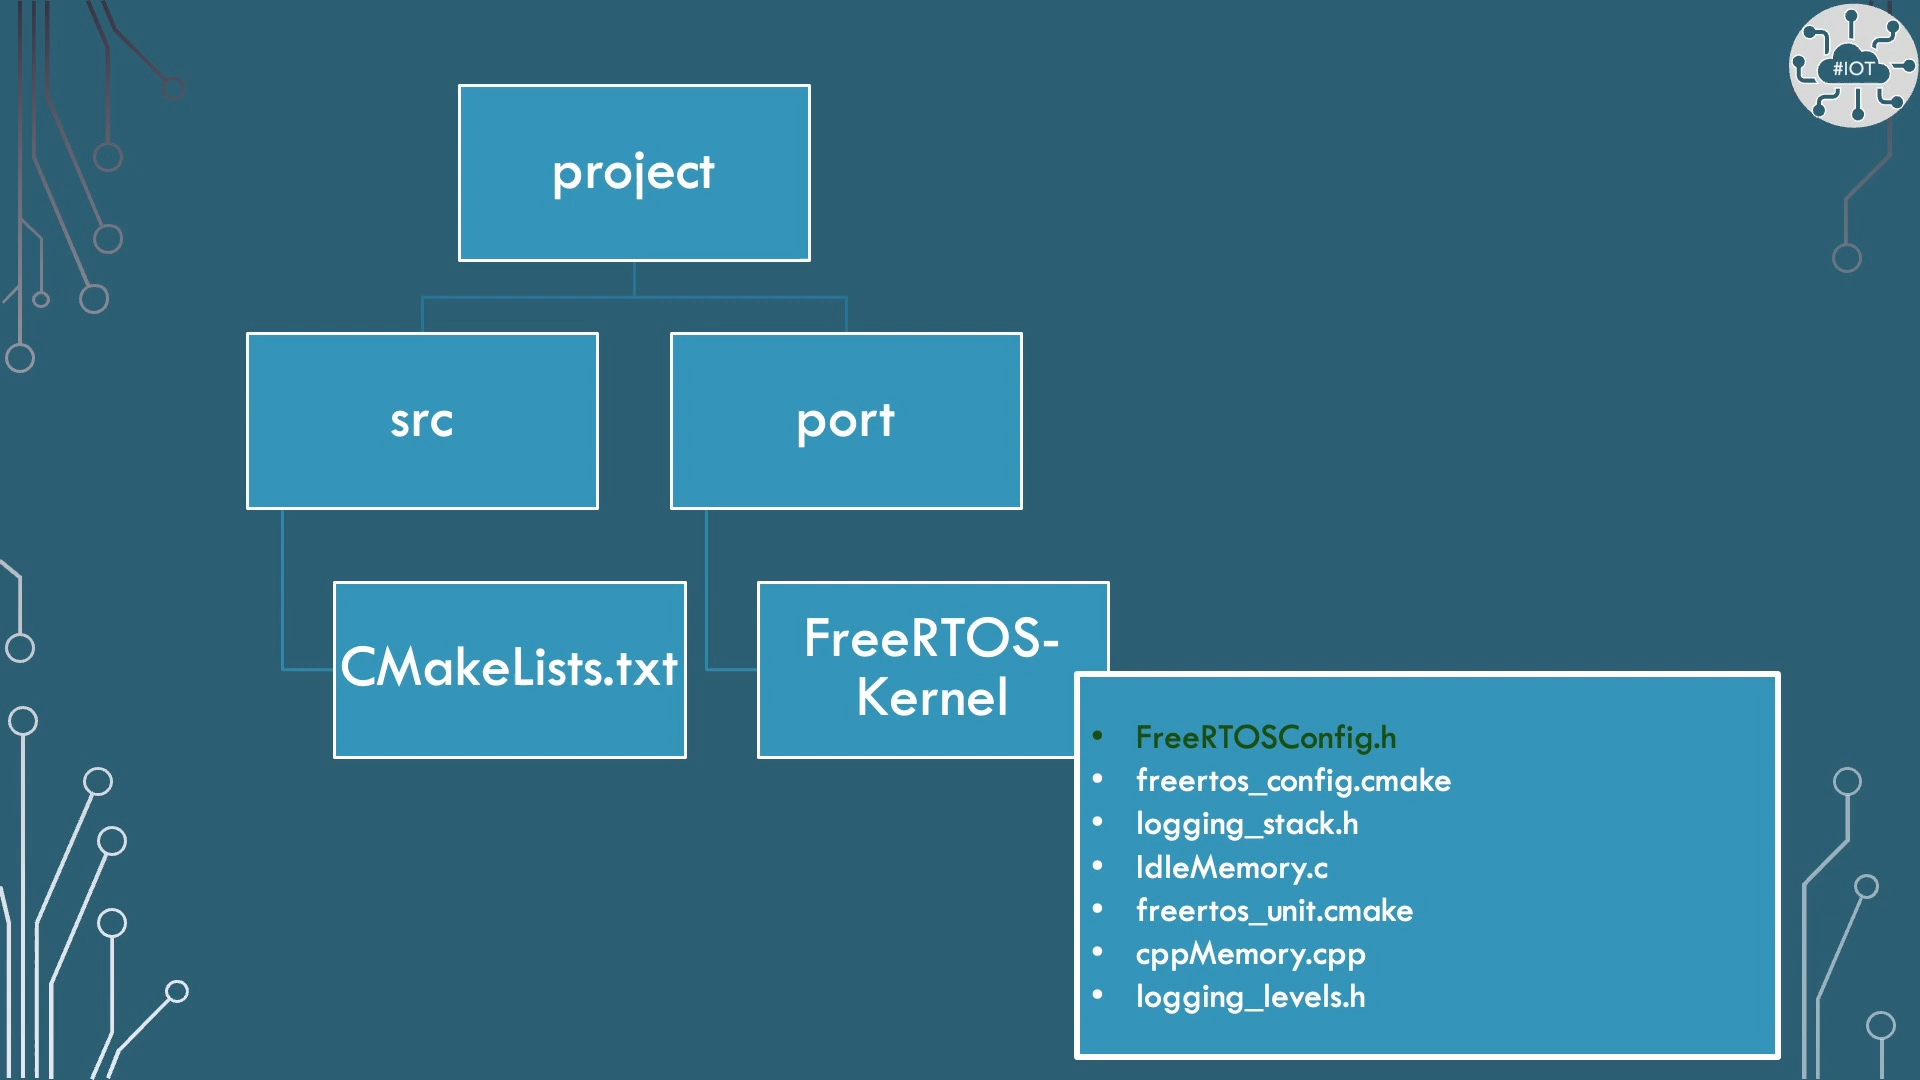 #IOT
project
src
port
CMakeLists.txt
FreeRTOS-
Kernel
• FreeRTOSConfig.h
• freertos_config.cmake
• logging_stack.h
• IdleMemory.c
• freertos_unit.cmake
• cppMemory.cpp
• logging_levels.h